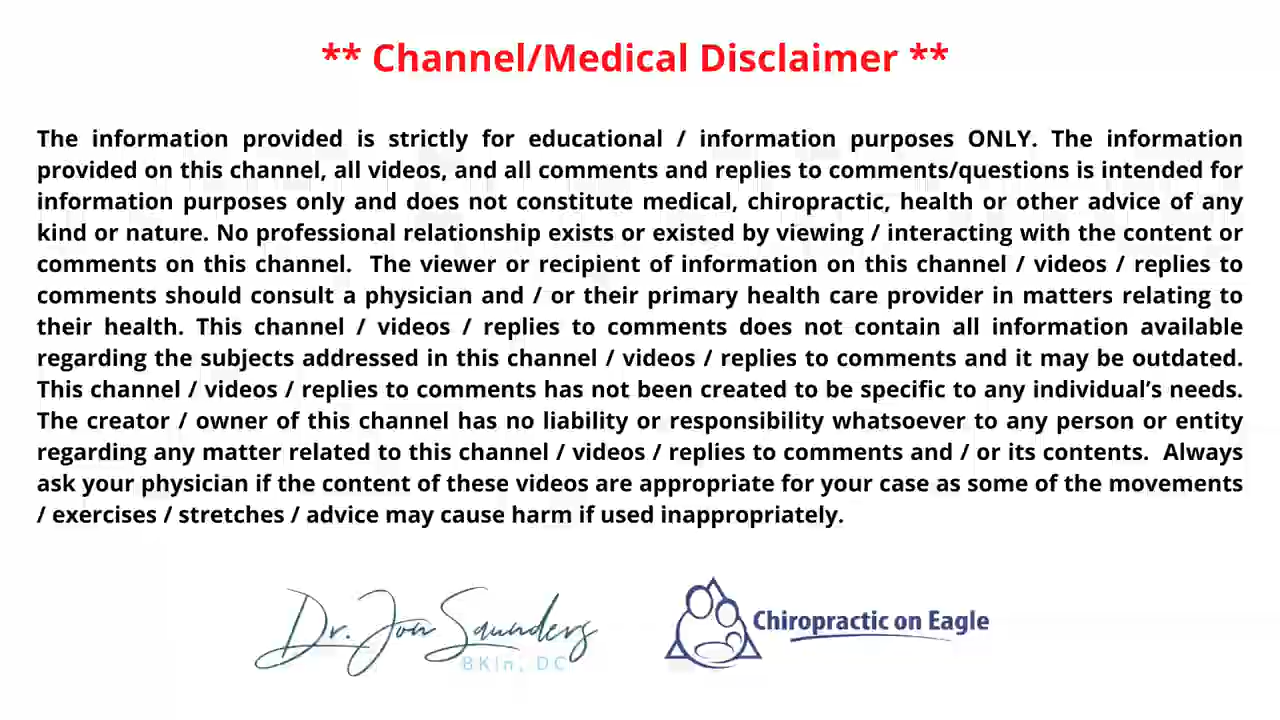 ** Channel/Medical Disclaimer **
The information provided is strictly for educational / information purposes ONLY. The information
provided on this channel, all videos, and all comments and replies to comments/questions is intended for
information purposes only and does not constitute medical, chiropractic, health or other advice of any
kind or nature. No professional relationship exists or existed by viewing / interacting with the content or
comments on this channel.  The viewer or recipient of information on this channel / videos / replies to
comments should consult a physician and / or their primary health care provider in matters relating to
their health. This channel / videos / replies to comments does not contain all information available
regarding the subjects addressed in this channel / videos / replies to comments and it may be outdated.
This channel / videos / replies to comments has not been created to be specific to any individual’s needs.
The creator / owner of this channel has no liability or responsibility whatsoever to any person or entity
regarding any matter related to this channel / videos / replies to comments and / or its contents.  Always
ask your physician if the content of these videos are appropriate for your case as some of the movements
/ exercises / stretches / advice may cause harm if used inappropriately.
Dr. Jon Saunders
BKin, DC
Chiropractic on Eagle